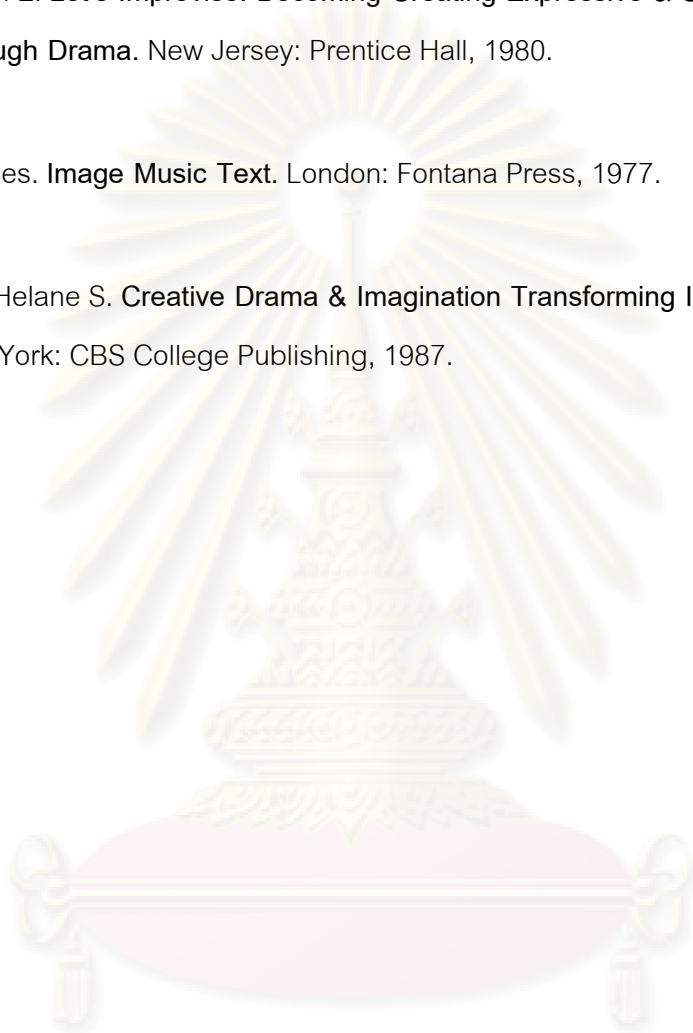 ugh Drama. New Jersey: Prentice Hall, 1980.
es. Image Music Text. London: Fontana Press, 1977.
Helane S. Creative Drama & Imagination Transforming
York: CBS College Publishing, 1987.